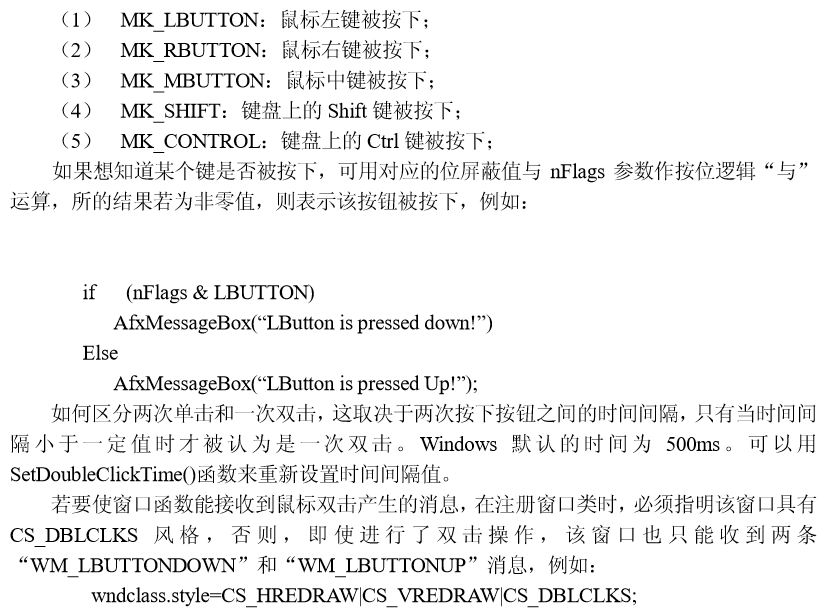 （1） MK_LBUTTON：鼠标左键被按下；
（2） MK_RBUTTON：鼠标右键被按下；
（3） MK_MBUTTON：鼠标中键被按下；
（4） MK_SHIFT：键盘上的 Shift 键被按下；
（5） MK_CONTROL：键盘上的 Ctrl 键被按下；
如果想知道某个键是否被按下，可用对应的位屏蔽值与 nFlags 参数作按位逻辑“与”
运算，所的结果若为非零值，则表示该按钮被按下，例如：
if (nFlags & LBUTTON)
AfxMessageBox(“LButton is pressed down!”)
Else
AfxMessageBox(“LButton is pressed Up!”);
如何区分两次单击和一次双击，这取决于两次按下按钮之间的时间间隔，只有当时间间
隔小于一定值时才被认为是一次双击。Windows 默认的时间为 500ms。可以用
SetDoubleClickTime()函数来重新设置时间间隔值。
若要使窗口函数能接收到鼠标双击产生的消息，在注册窗口类时，必须指明该窗口具有
CS_DBLCLKS 风格，否则，即使进行了双击操作，该窗口也只能收到两条
“WM_LBUTTONDOWN”和“WM_LBUTTONUP”消息，例如：
wndclass.style=CS_HREDRAW|CS_VREDRAW|CS_DBLCLKS;